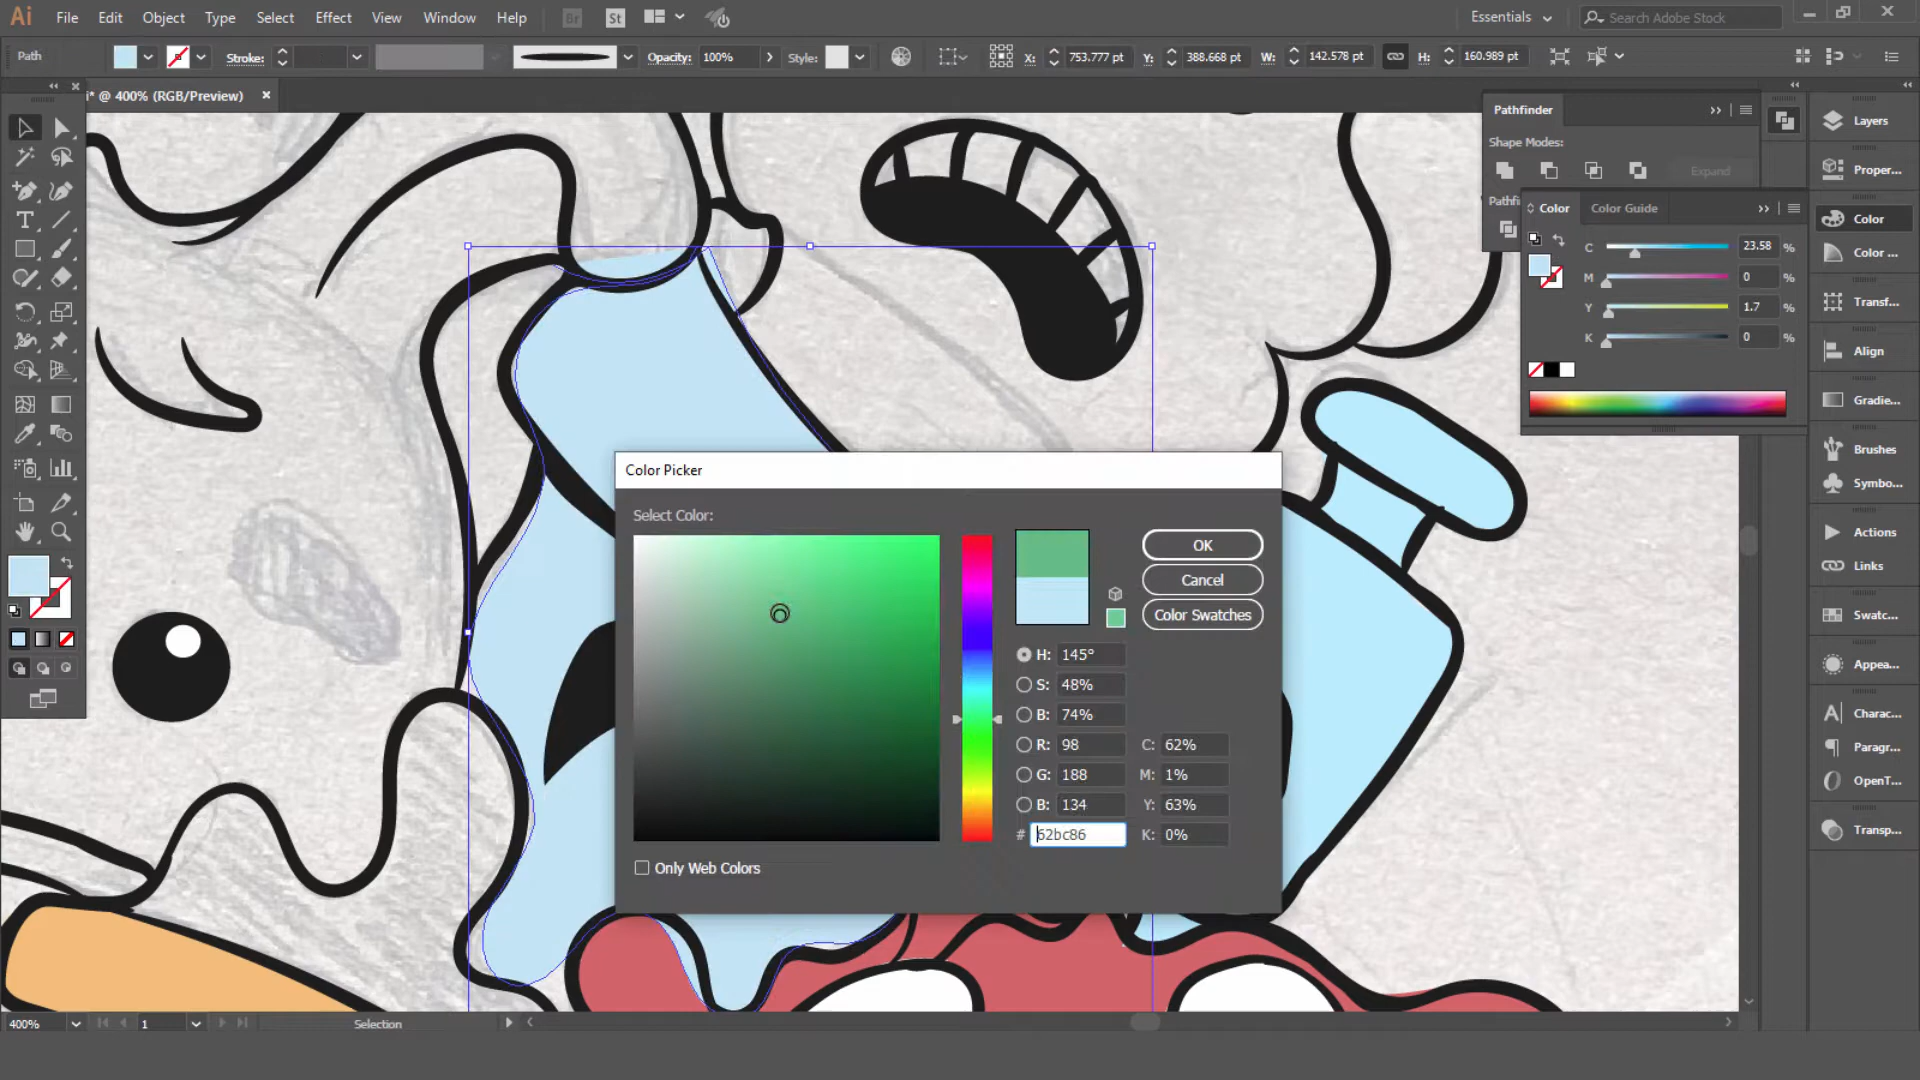 Ai File Edit Object Type Select Effect View Window Help Br St Essentials Search Adobe Stock
Path Stroke: Opacity: 100% Style: X: 753.777 pt Y: 388.668 pt W: 142.578 pt H: 160.989 pt
i* @ 400% (RGB/Preview)
Pathfinder
Shape Modes:
Expand
Pathfi
Color Color Guide
C 23.58 %
M 0 %
Y 1.7 %
K 0 %
Layers
Proper...
Color
Color ...
Transf...
Align
Gradie...
Brushes
Symbo...
Actions
Links
Swatc...
Appea...
Charac...
Paragr...
OpenT...
Transp...
Color Picker
Select Color:
OK
Cancel
Color Swatches
H: 145°
S: 48%
B: 74%
R: 98 C: 62%
G: 188 M: 1%
B: 134 Y: 63%
# 62bc86 K: 0%
Only Web Colors
400% 1 Selection